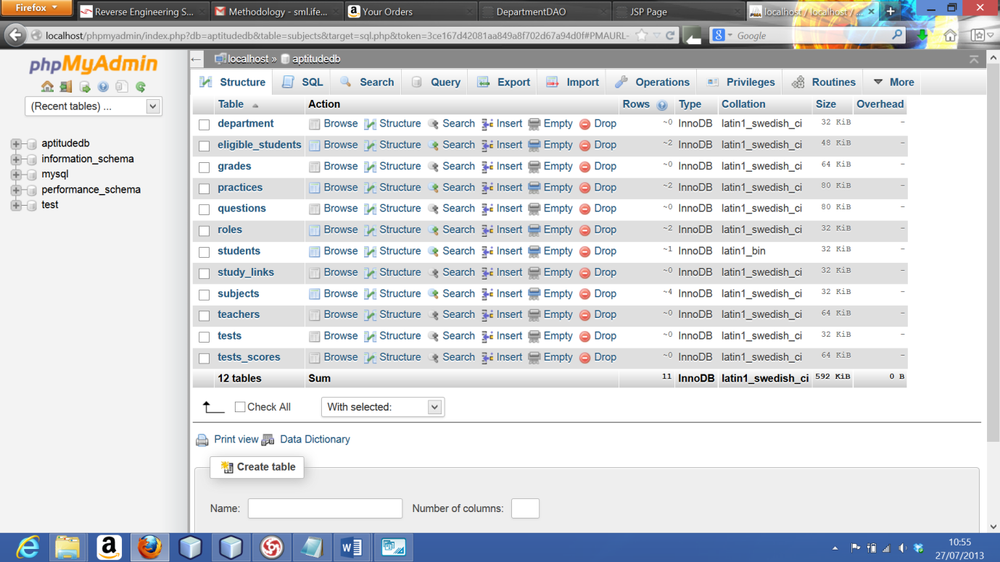 Firefox
Reverse Engineering S...
Methodology - sml.ife...
Your Orders
DepartmentDAO
JSP Page
localhost / localhost / ...
localhost/phpmyadmin/index.php?db=aptitudedb&table=subjects&target=sql.php&token=3ce167d42081aa849a8f702d67a94d0f#PMAURL-
Google
phpMyAdmin
(Recent tables) ...
aptitudedb
information_schema
mysql
performance_schema
test
localhost » aptitudedb
Structure SQL Search Query Export Import Operations Privileges Routines More
Table Action Rows Type Collation Size Overhead
department Browse Structure Search Insert Empty Drop ~0 InnoDB latin1_swedish_ci 32 KiB -
eligible_students Browse Structure Search Insert Empty Drop ~2 InnoDB latin1_swedish_ci 48 KiB -
grades Browse Structure Search Insert Empty Drop ~0 InnoDB latin1_swedish_ci 64 KiB -
practices Browse Structure Search Insert Empty Drop ~2 InnoDB latin1_swedish_ci 80 KiB -
questions Browse Structure Search Insert Empty Drop ~0 InnoDB latin1_swedish_ci 80 KiB -
roles Browse Structure Search Insert Empty Drop ~2 InnoDB latin1_swedish_ci 32 KiB -
students Browse Structure Search Insert Empty Drop ~1 InnoDB latin1_bin 32 KiB -
study_links Browse Structure Search Insert Empty Drop ~0 InnoDB latin1_swedish_ci 32 KiB -
subjects Browse Structure Search Insert Empty Drop ~4 InnoDB latin1_swedish_ci 32 KiB -
teachers Browse Structure Search Insert Empty Drop ~0 InnoDB latin1_swedish_ci 64 KiB -
tests Browse Structure Search Insert Empty Drop ~0 InnoDB latin1_swedish_ci 32 KiB -
tests_scores Browse Structure Search Insert Empty Drop ~0 InnoDB latin1_swedish_ci 64 KiB -
12 tables Sum 11 InnoDB latin1_swedish_ci 592 KiB 0 B
Check All With selected:
Print view Data Dictionary
Create table
Name: Number of columns:
10:55
27/07/2013